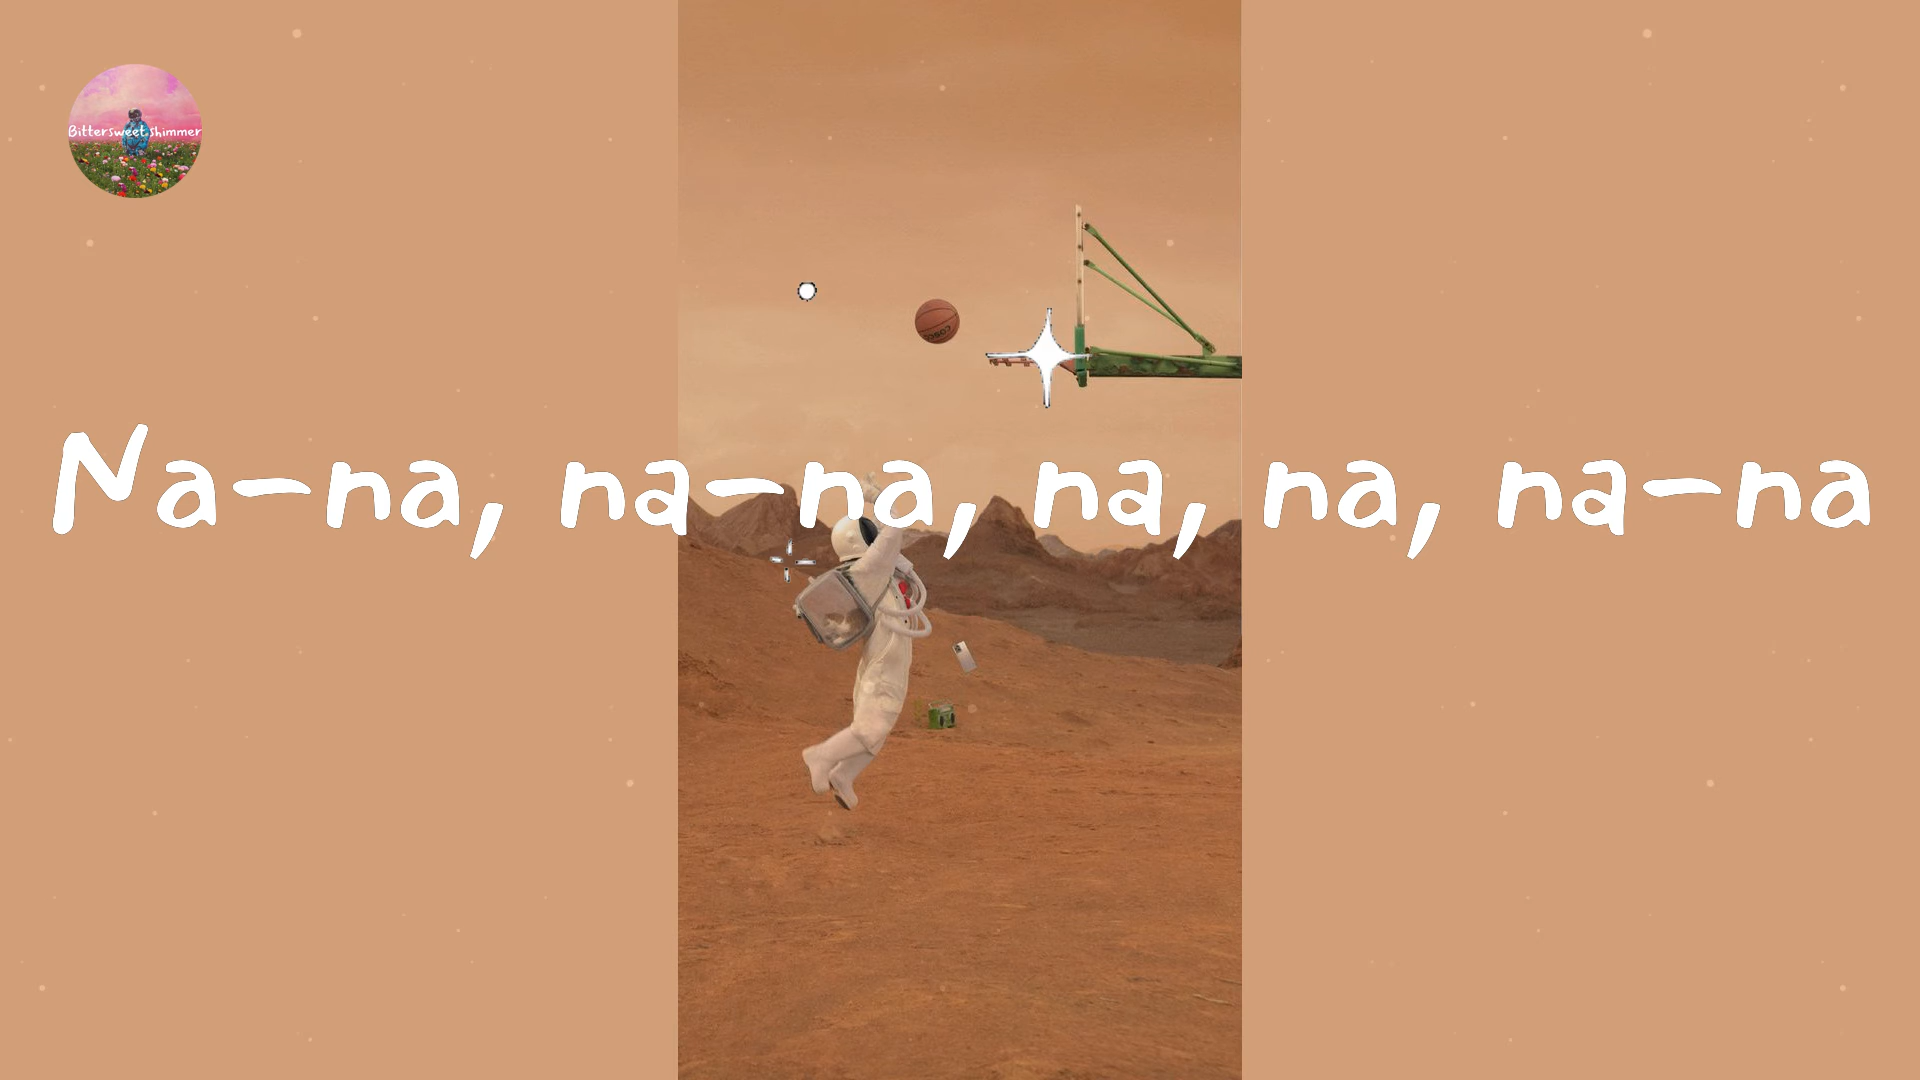 Bittersweet shimmer
Na-na, na-na, na, na, na-na